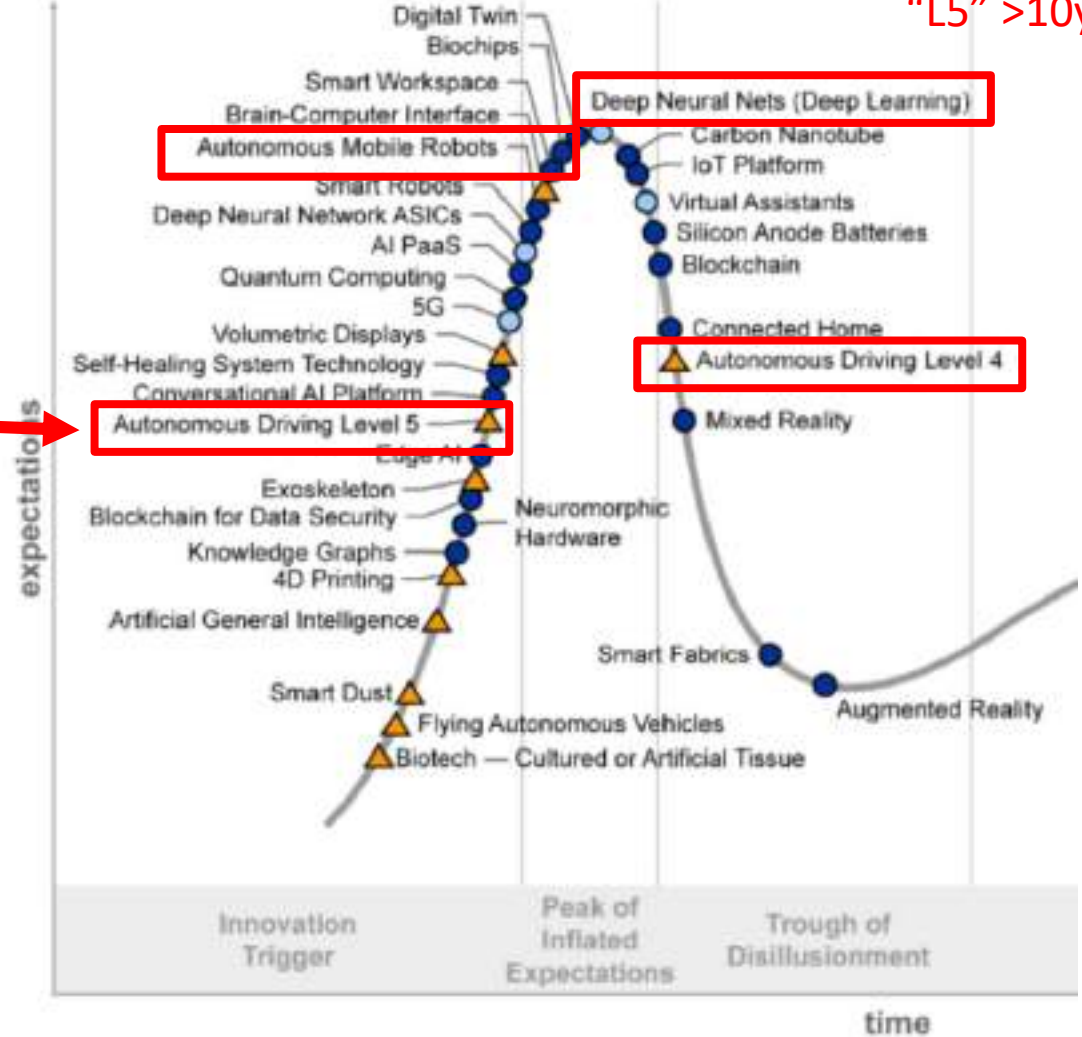 "L5" >10y
Digital Twin
Biochips
Smart Workspace
Brain-Computer Interface
Autonomous Mobile Robots
Smart Robots
Deep Neural Network ASICs
AI PaaS
Quantum Computing
5G
Volumetric Displays
Self-Healing System Technology
Conversational AI Platform
Autonomous Driving Level 5
Edge AI
Exoskeleton
Blockchain for Data Security
Neuromorphic
Hardware
Knowledge Graphs
4D Printing
Artificial General Intelligence
Smart Dust
Flying Autonomous Vehicles
Biotech — Cultured or Artificial Tissue
Deep Neural Nets (Deep Learning)
Carbon Nanotube
IoT Platform
Virtual Assistants
Silicon Anode Batteries
Blockchain
Connected Home
Autonomous Driving Level 4
Mixed Reality
Smart Fabrics
Augmented Reality
expectations
Innovation
Trigger
Peak of
Inflated
Expectations
Trough of
Disillusionment
time